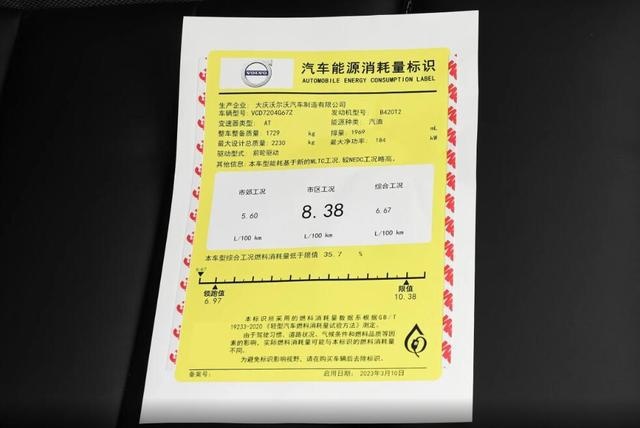 VOLVO
汽车能源消耗量标识
AUTOMOBILE ENERGY CONSUMPTION LABEL
生产企业: 大庆沃尔沃汽车制造有限公司
车辆型号: VCD7204G67Z 发动机型号: B420T2
变速器类型: AT 能源种类: 汽油
整车整备质量: 1729 kg 排量: 1969 mL
最大设计总质量: 2230 kg 最大净功率: 184 kW
驱动型式: 前轮驱动
其他信息: 本车型能耗基于新的WLTC工况, 较NEDC工况略高。
市郊工况 市区工况 综合工况
5.60 8.38 6.67
L/100 km L/100 km L/100 km
本车型综合工况燃料消耗量低于限值 35.7 %
6.67
领跑值 限值
6.97 10.38
本标识所采用的燃料消耗量数据系根据GB/T
19233-2020《轻型汽车燃料消耗量试验方法》测定。
由于驾驶习惯、道路状况、气候条件和燃料品质等因
素的影响, 实际燃料消耗量可能与本标识的燃料消耗量
不同。
为避免标识影响视野, 请在购买车辆后去除标识。
备案号: 启用日期: 2023年3月10日